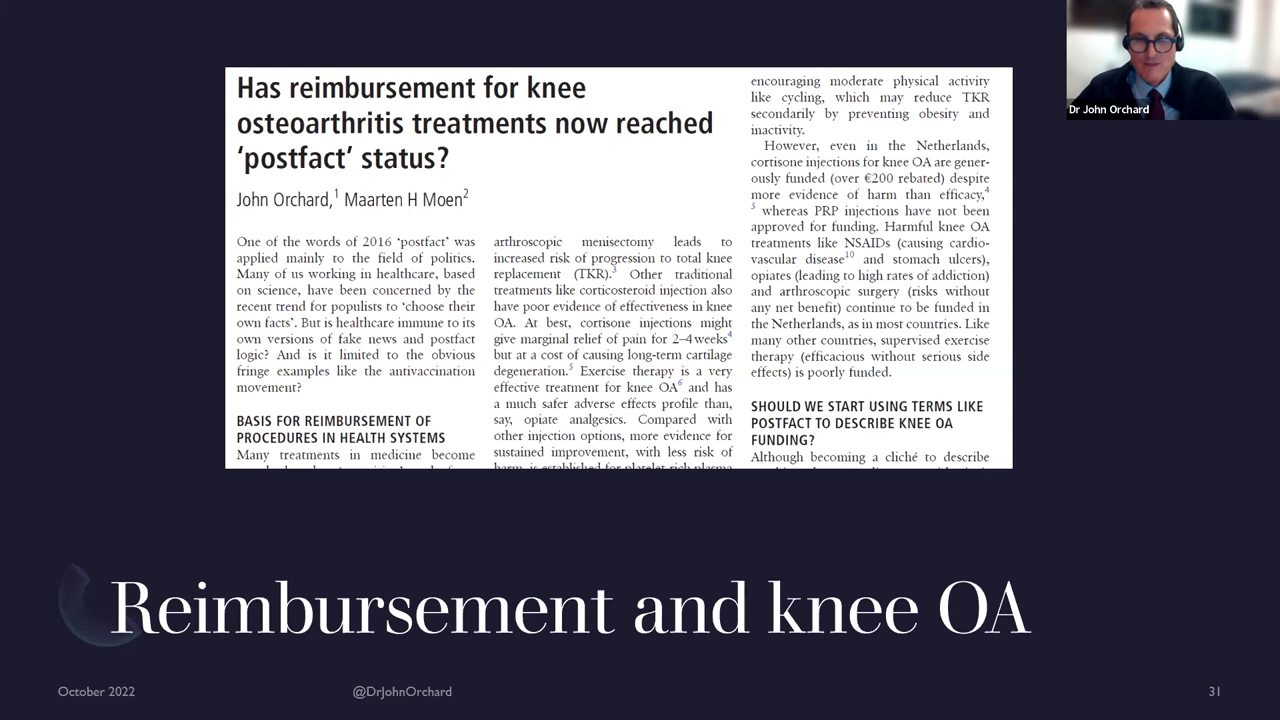 Has reimbursement for knee
osteoarthritis treatments now reached
‘postfact’ status?
John Orchard,1 Maarten H Moen2
One of the words of 2016 ‘postfact’ was
applied mainly to the field of politics.
Many of us working in healthcare, based
on science, have been concerned by the
recent trend for populists to ‘choose their
own facts’. But is healthcare immune to its
own versions of fake news and postfact
logic? And is it limited to the obvious
fringe examples like the antivaccination
movement?
BASIS FOR REIMBURSEMENT OF
PROCEDURES IN HEALTH SYSTEMS
Many treatments in medicine become
arthroscopic menisectomy leads to
increased risk of progression to total knee
replacement (TKR).3 Other traditional
treatments like corticosteroid injection also
have poor evidence of effectiveness in knee
OA. At best, cortisone injections might
give marginal relief of pain for 2–4 weeks4
but at a cost of causing long-term cartilage
degeneration.5 Exercise therapy is a very
effective treatment for knee OA6 and has
a much safer adverse effects profile than,
say, opiate analgesics. Compared with
other injection options, more evidence for
sustained improvement, with less risk of
harm, is established for platelet-rich plasma
encouraging moderate physical activity
like cycling, which may reduce TKR
secondarily by preventing obesity and
inactivity.
However, even in the Netherlands,
cortisone injections for knee OA are gener-
ously funded (over €200 rebated) despite
more evidence of harm than efficacy,4
5 whereas PRP injections have not been
approved for funding. Harmful knee OA
treatments like NSAIDs (causing cardio-
vascular disease10 and stomach ulcers),
opiates (leading to high rates of addiction)
and arthroscopic surgery (risks without
any net benefit) continue to be funded in
the Netherlands, as in most countries. Like
many other countries, supervised exercise
therapy (efficacious without serious side
effects) is poorly funded.
SHOULD WE START USING TERMS LIKE
POSTFACT TO DESCRIBE KNEE OA
FUNDING?
Although becoming a cliché to describe
Dr John Orchard
Reimbursement and knee OA
October 2022
@DrJohnOrchard
31